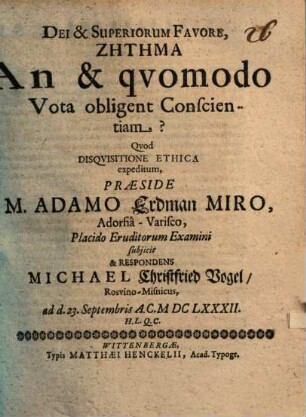 DEI & SUPERIORUM FAVORE,
ZHTHMA
An & qvomodo
Vota obligent Conscien-
tiam?
Qvod
DISQVISITIONE ETHICA
expeditum,
PRÆSIDE
M. ADAMO Erdman MIRO,
Adorfiâ-Varisco,
Placido Eruditorum Examini
subjicit
& RESPONDENS
MICHAEL Christfried Vogel/
Rosvino-Misnicus,
ad d. 23. Septembris A.C. M DC LXXXII.
H.L.Q.C.
WITTENBERGÆ,
Typis MATTHÆI HENCKELII, Acad. Typogr.